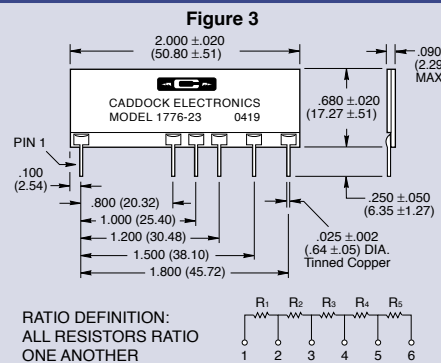 Figure 3
2.000 ±.020
(50.80 ±.51)
.090
(2.29
MAX
CADDOCK ELECTRONICS
MODEL 1776-23 0419
.680 ±.020
(17.27 ±.51)
PIN 1
.100
(2.54)
.800 (20.32)
1.000 (25.40)
1.200 (30.48)
1.500 (38.10)
1.800 (45.72)
.250 ±.050
(6.35 ±1.27)
.025 ±.002
(.64 ±.05) DIA.
Tinned Copper
RATIO DEFINITION:
ALL RESISTORS RATIO
ONE ANOTHER
R1 R2 R3 R4 R5
1 2 3 4 5 6